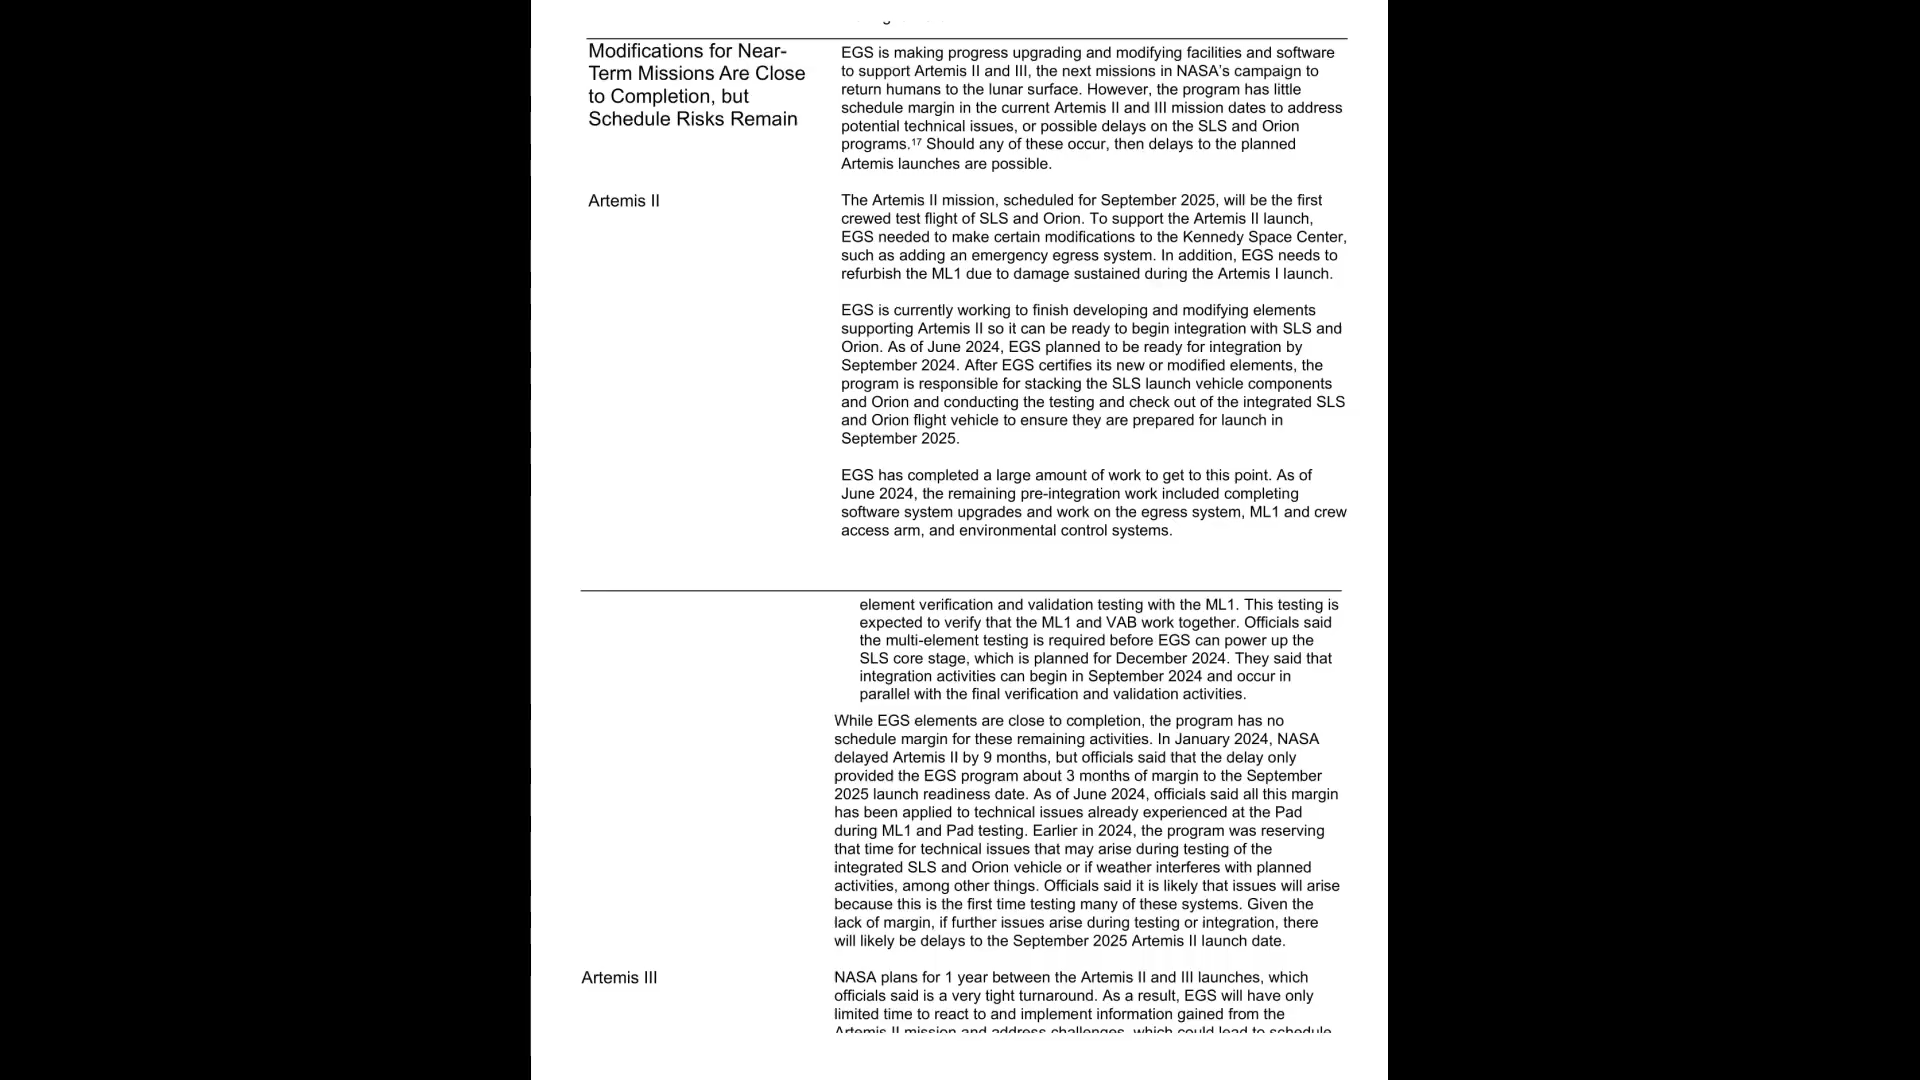 Modifications for Near-
Term Missions Are Close
to Completion, but
Schedule Risks Remain
EGS is making progress upgrading and modifying facilities and software
to support Artemis II and III, the next missions in NASA’s campaign to
return humans to the lunar surface. However, the program has little
schedule margin in the current Artemis II and III mission dates to address
potential technical issues, or possible delays on the SLS and Orion
programs.¹⁷ Should any of these occur, then delays to the planned
Artemis launches are possible.
Artemis II
The Artemis II mission, scheduled for September 2025, will be the first
crewed test flight of SLS and Orion. To support the Artemis II launch,
EGS needed to make certain modifications to the Kennedy Space Center,
such as adding an emergency egress system. In addition, EGS needs to
refurbish the ML1 due to damage sustained during the Artemis I launch.
EGS is currently working to finish developing and modifying elements
supporting Artemis II so it can be ready to begin integration with SLS and
Orion. As of June 2024, EGS planned to be ready for integration by
September 2024. After EGS certifies its new or modified elements, the
program is responsible for stacking the SLS launch vehicle components
and Orion and conducting the testing and check out of the integrated SLS
and Orion flight vehicle to ensure they are prepared for launch in
September 2025.
EGS has completed a large amount of work to get to this point. As of
June 2024, the remaining pre-integration work included completing
software system upgrades and work on the egress system, ML1 and crew
access arm, and environmental control systems.
element verification and validation testing with the ML1. This testing is
expected to verify that the ML1 and VAB work together. Officials said
the multi-element testing is required before EGS can power up the
SLS core stage, which is planned for December 2024. They said that
integration activities can begin in September 2024 and occur in
parallel with the final verification and validation activities.
While EGS elements are close to completion, the program has no
schedule margin for these remaining activities. In January 2024, NASA
delayed Artemis II by 9 months, but officials said that the delay only
provided the EGS program about 3 months of margin to the September
2025 launch readiness date. As of June 2024, officials said all this margin
has been applied to technical issues already experienced at the Pad
during ML1 and Pad testing. Earlier in 2024, the program was reserving
that time for technical issues that may arise during testing of the
integrated SLS and Orion vehicle or if weather interferes with planned
activities, among other things. Officials said it is likely that issues will arise
because this is the first time testing many of these systems. Given the
lack of margin, if further issues arise during testing or integration, there
will likely be delays to the September 2025 Artemis II launch date.
Artemis III
NASA plans for 1 year between the Artemis II and III launches, which
officials said is a very tight turnaround. As a result, EGS will have only
limited time to react to and implement information gained from the
Artemis II mission and address challenges, which could lead to schedule